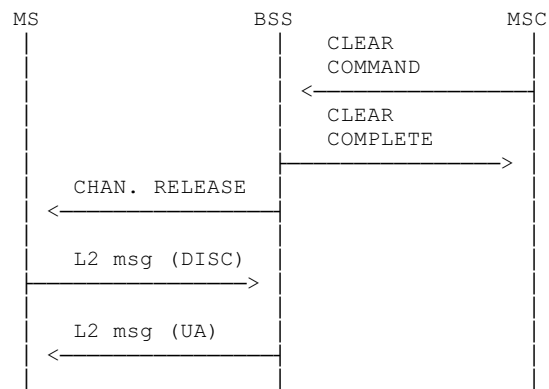 MS BSS MSC
CLEAR
COMMAND
CLEAR
COMPLETE
CHAN. RELEASE
L2 msg (DISC)
L2 msg (UA)